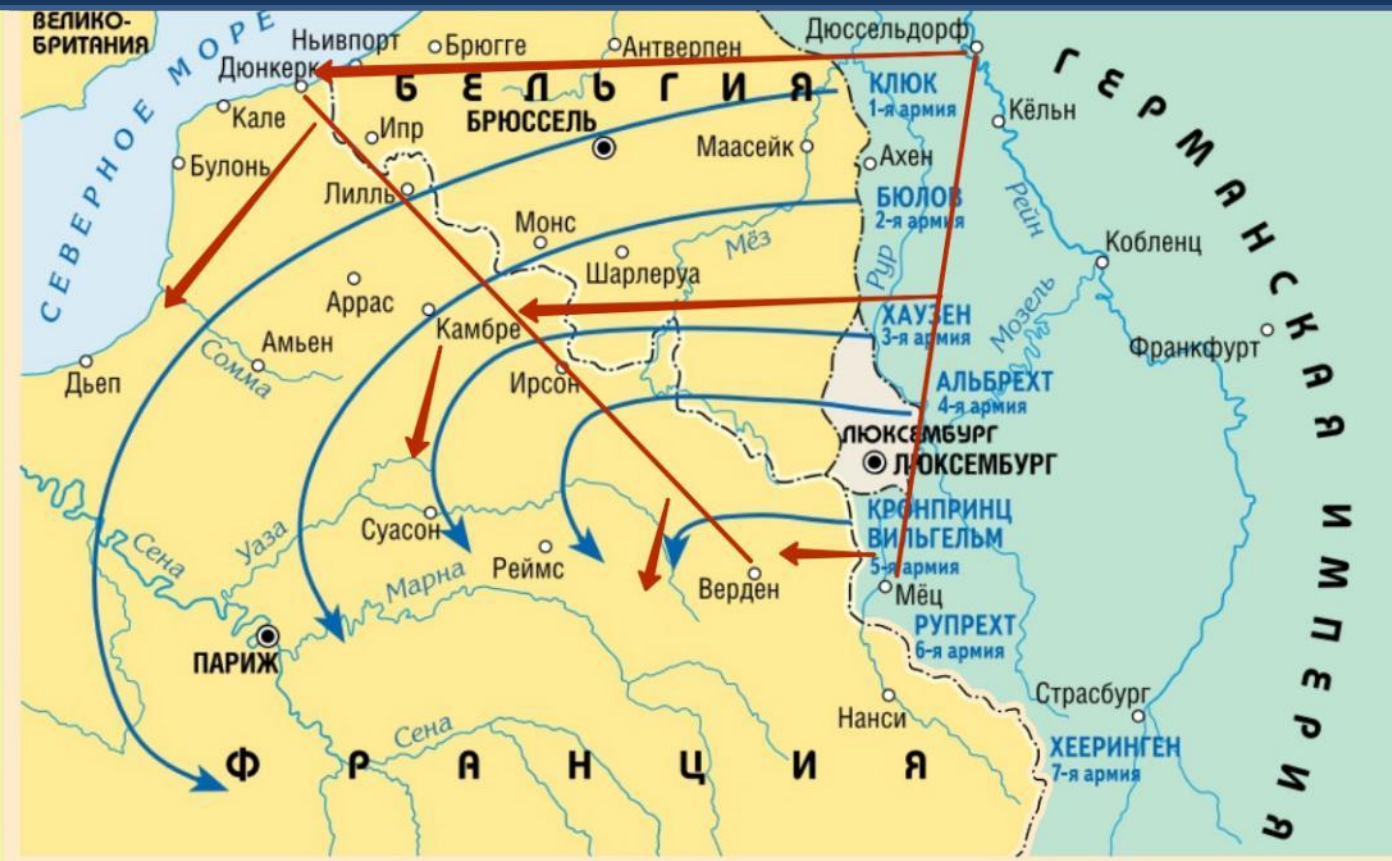 ВЕЛИКО-
БРИТАНИЯ
СЕВЕРНОЕ МОРЕ
Ньивпорт
Брюгге
Антверпен
Дюссельдорф
Дюнкерк
БЕЛЬГИЯ
КЛЮК
1-я армия
Кёльн
Кале
Ипр
БРЮССЕЛЬ
Маасейк
Ахен
Булонь
Лилль
БЮЛОВ
2-я армия
Рейн
Монс
Мёз
Шарлеруа
Рур
Кобленц
Аррас
Камбре
ХАУЗЕН
3-я армия
Мозель
Франкфурт
Амьен
Сомма
Дьеп
Ирсон
АЛЬБРЕХТ
4-я армия
ЛЮКСЕМБУРГ
ЛЮКСЕМБУРГ
ГЕРМАНСКАЯ ИМПЕРИЯ
КРОНПРИНЦ
ВИЛЬГЕЛЬМ
5-я армия
Суасон
Уаза
Сена
Марна
Реймс
Верден
Мёц
ПАРИЖ
РУПРЕХТ
6-я армия
Нанси
Страсбург
Сена
ФРАНЦИЯ
ХЕЕРИНГЕН
7-я армия